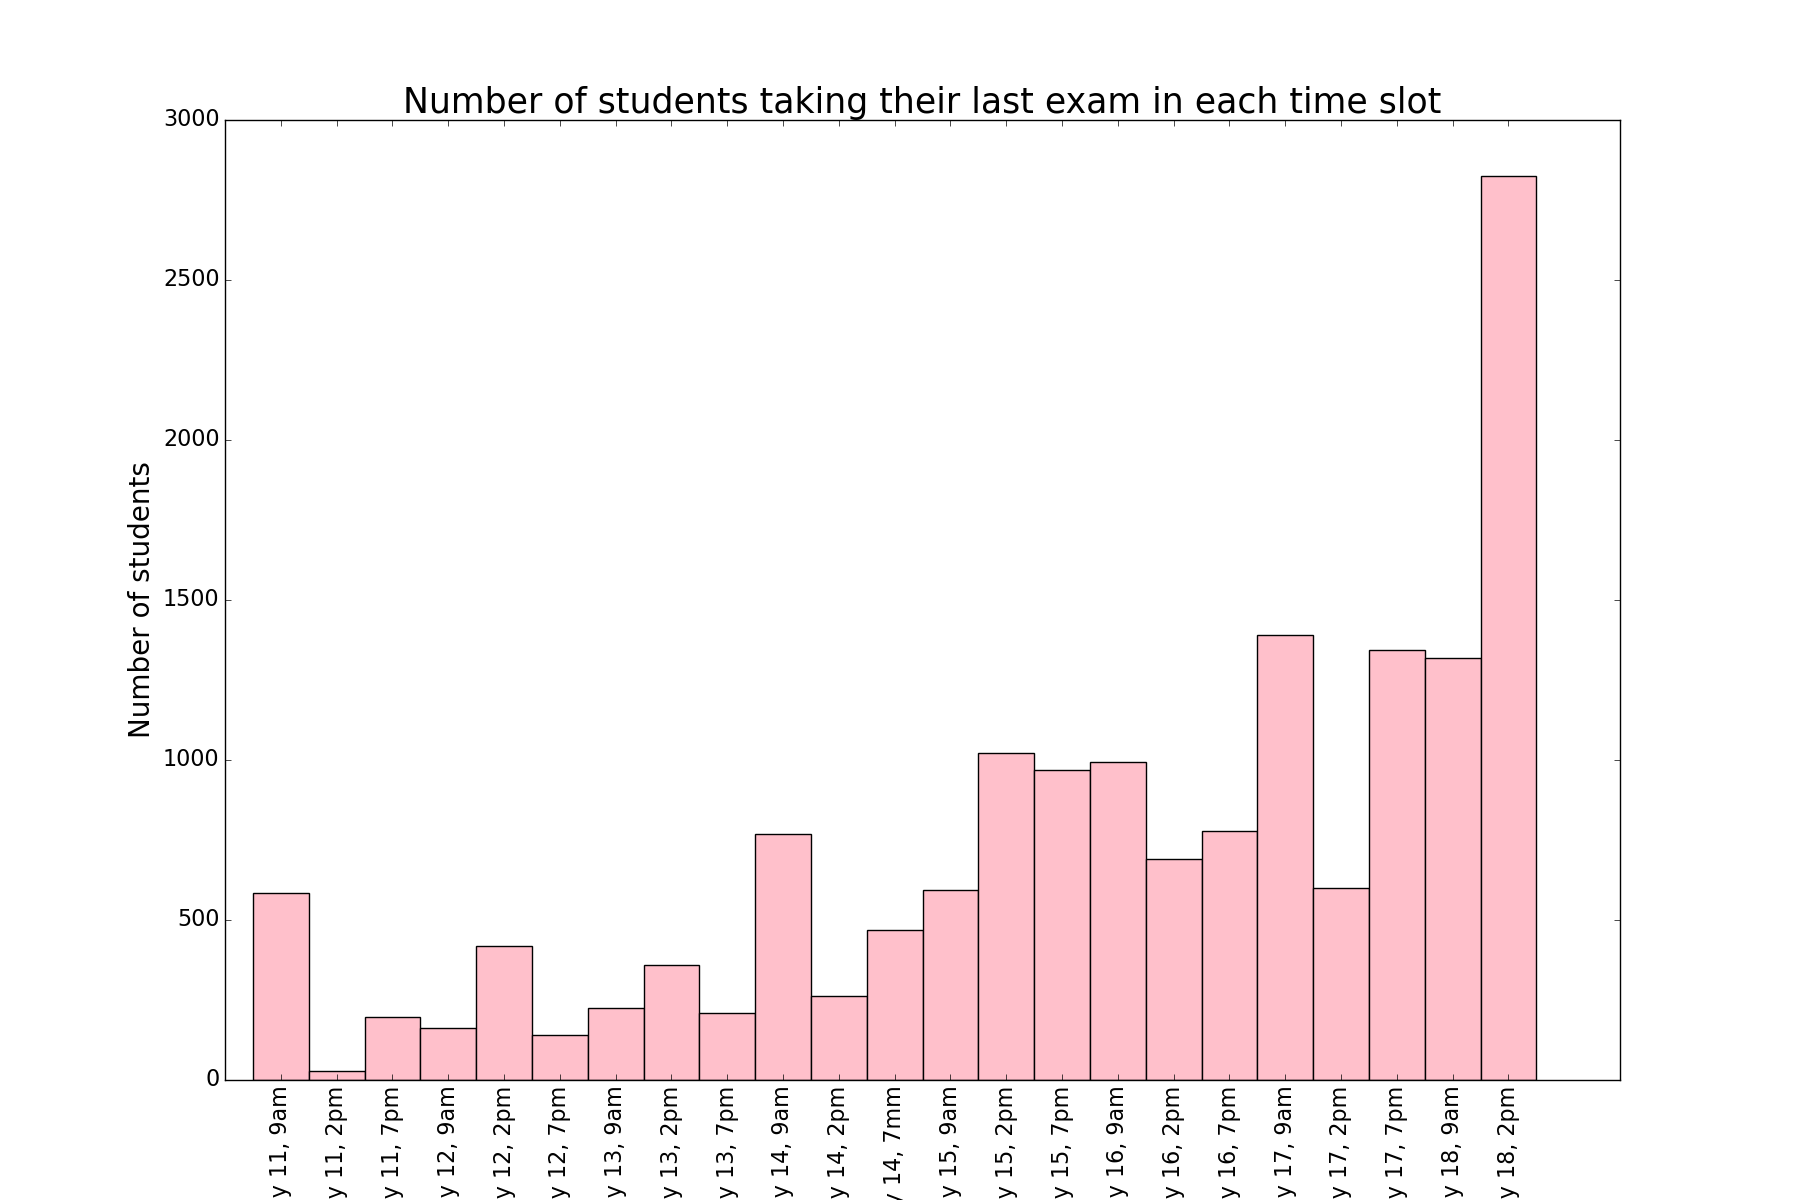 Number of students taking their last exam in each time slot
Number of students
3000
2500
2000
1500
1000
500
0
y 11, 9am
y 11, 2pm
y 11, 7pm
y 12, 9am
y 12, 2pm
y 12, 7pm
y 13, 9am
y 13, 2pm
y 13, 7pm
y 14, 9am
y 14, 2pm
y 14, 7mm
y 15, 9am
y 15, 2pm
y 15, 7pm
y 16, 9am
y 16, 2pm
y 16, 7pm
y 17, 9am
y 17, 2pm
y 17, 7pm
y 18, 9am
y 18, 2pm